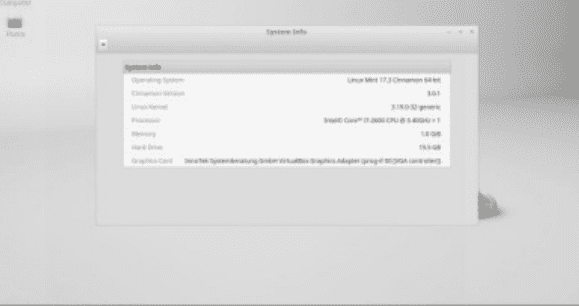 Computer
Home
System Info
System Info
Operating System Linux Mint 17.3 Cinnamon 64-bit
Cinnamon Version 3.0.1
Linux Kernel 3.19.0-32-generic
Processor Intel© Core™ i7-2600 CPU @ 3.40GHz × 1
Memory 1.0 GiB
Hard Drive 19.5 GB
Graphics Card InnoTek Systemberatung GmbH VirtualBox Graphics Adapter (prog-if 00 [VGA controller])